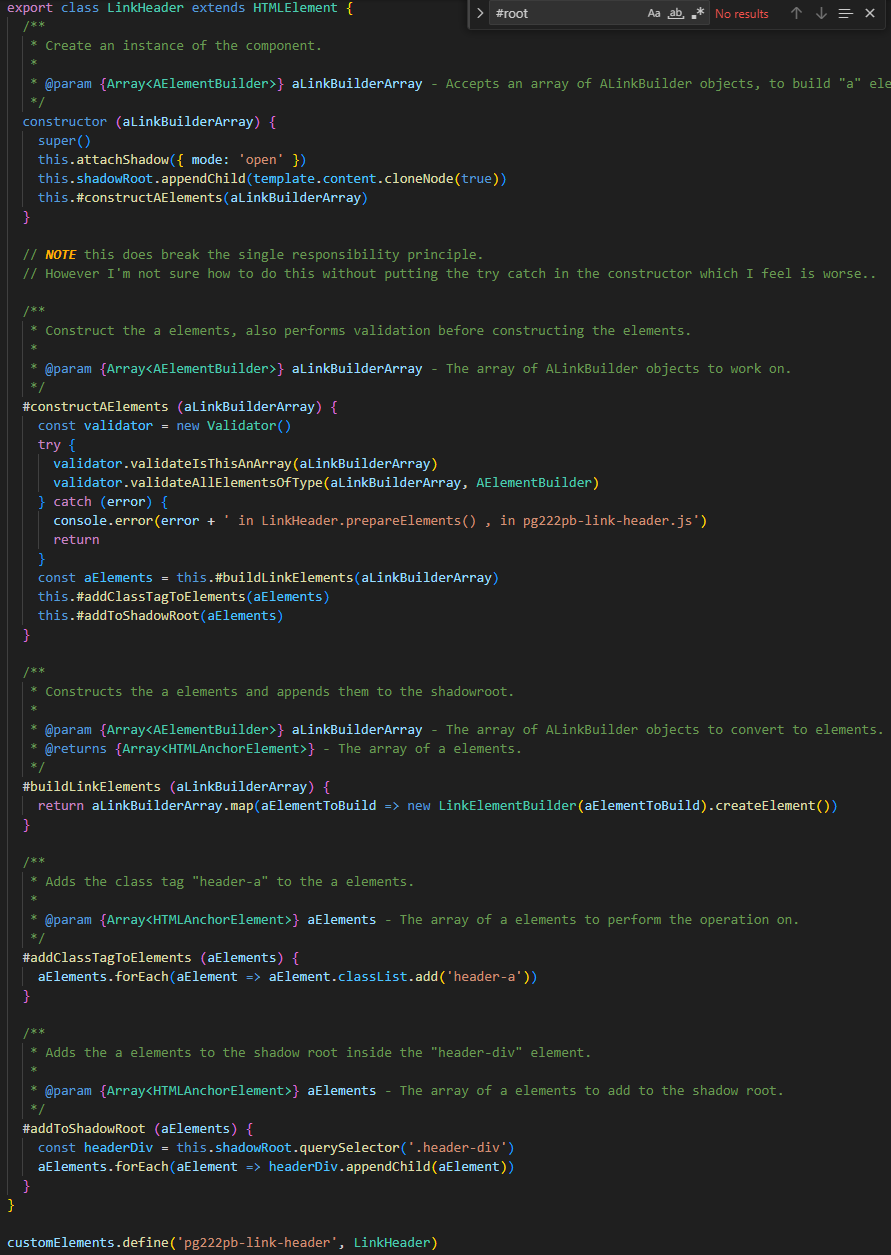 export class LinkHeader extends HTMLElement {
#root
Aa ab .* No results
/**
* Create an instance of the component.
*
* @param {Array<AElementBuilder>} aLinkBuilderArray - Accepts an array of ALinkBuilder objects, to build "a" ele
*/
constructor (aLinkBuilderArray) {
super()
this.attachShadow({ mode: 'open' })
this.shadowRoot.appendChild(template.content.cloneNode(true))
this.#constructAElements(aLinkBuilderArray)
}
// NOTE this does break the single responsibility principle.
// However I'm not sure how to do this without putting the try catch in the constructor which I feel is worse..
/**
* Construct the a elements, also performs validation before constructing the elements.
*
* @param {Array<AElementBuilder>} aLinkBuilderArray - The array of ALinkBuilder objects to work on.
*/
#constructAElements (aLinkBuilderArray) {
const validator = new Validator()
try {
validator.validateIsThisAnArray(aLinkBuilderArray)
validator.validateAllElementsOfType(aLinkBuilderArray, AElementBuilder)
} catch (error) {
console.error(error + ' in LinkHeader.prepareElements() , in pg222pb-link-header.js')
return
}
const aElements = this.#buildLinkElements(aLinkBuilderArray)
this.#addClassTagToElements(aElements)
this.#addToShadowRoot(aElements)
}
/**
* Constructs the a elements and appends them to the shadowroot.
*
* @param {Array<AElementBuilder>} aLinkBuilderArray - The array of ALinkBuilder objects to convert to elements.
* @returns {Array<HTMLAnchorElement>} - The array of a elements.
*/
#buildLinkElements (aLinkBuilderArray) {
return aLinkBuilderArray.map(aElementToBuild => new LinkElementBuilder(aElementToBuild).createElement())
}
/**
* Adds the class tag "header-a" to the a elements.
*
* @param {Array<HTMLAnchorElement>} aElements - The array of a elements to perform the operation on.
*/
#addClassTagToElements (aElements) {
aElements.forEach(aElement => aElement.classList.add('header-a'))
}
/**
* Adds the a elements to the shadow root inside the "header-div" element.
*
* @param {Array<HTMLAnchorElement>} aElements - The array of a elements to add to the shadow root.
*/
#addToShadowRoot (aElements) {
const headerDiv = this.shadowRoot.querySelector('.header-div')
aElements.forEach(aElement => headerDiv.appendChild(aElement))
}
}
customElements.define('pg222pb-link-header', LinkHeader)